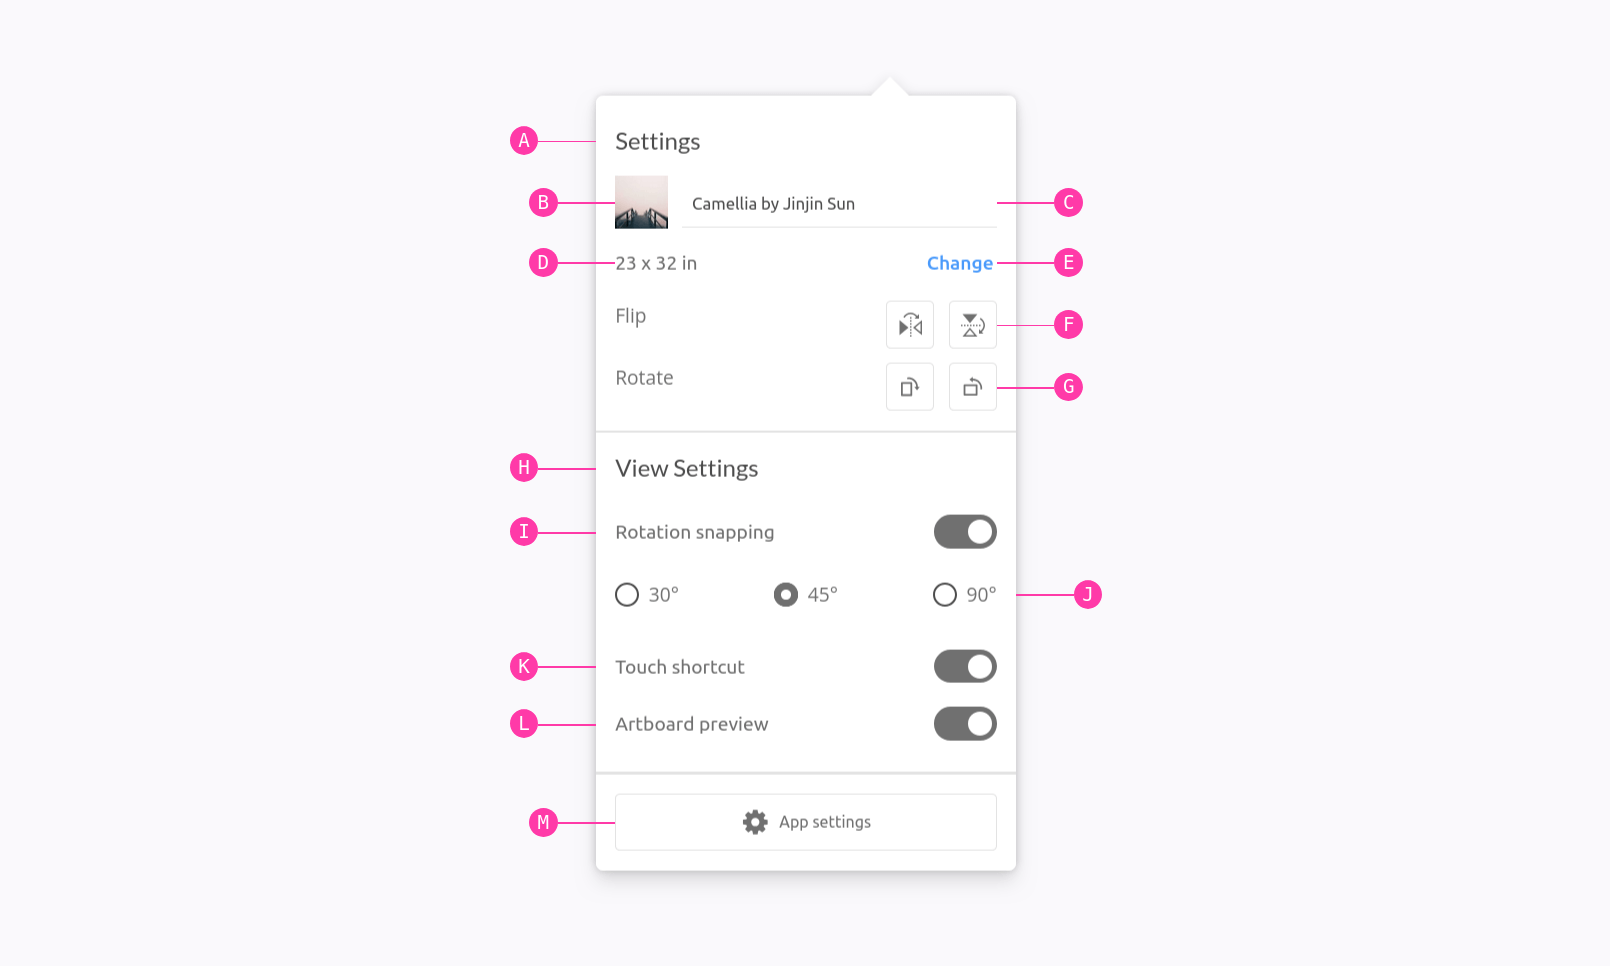 A Settings
B Camellia by Jinjin Sun C
D 23 x 32 in Change E
Flip F
Rotate G
H View Settings
I Rotation snapping
30° 45° 90° J
K Touch shortcut
L Artboard preview
M App settings